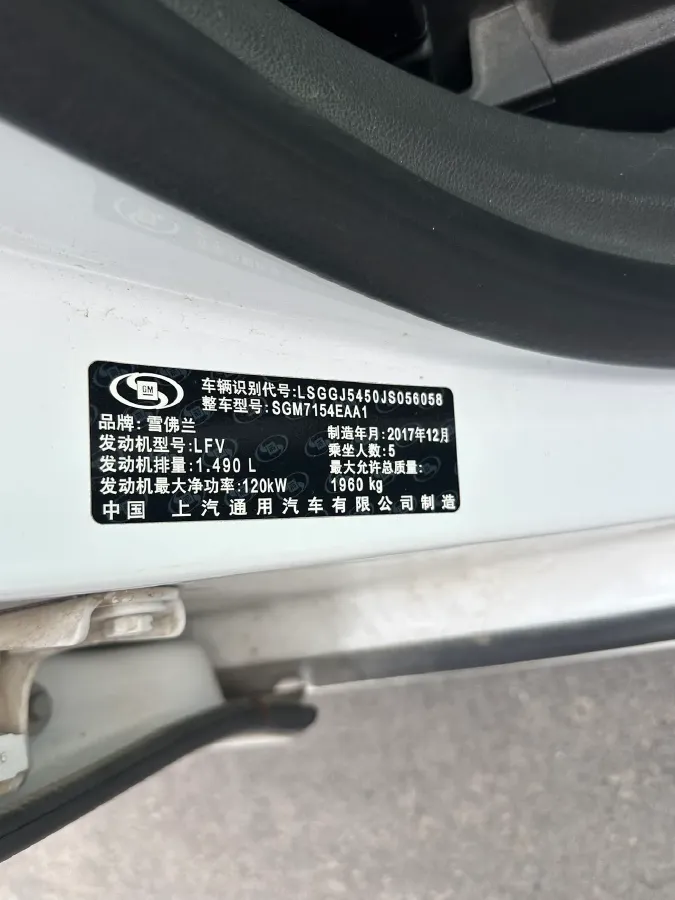 GM
车辆识别代号:LSGGJ5450JS056058
整车型号:SGM7154EAA1
品牌:雪佛兰
制造年月:2017年12月
发动机型号:LFV
乘坐人数:5
发动机排量:1.490 L
最大允许总质量:
发动机最大净功率:120kW
1960 kg
中国 上汽通用汽车有限公司制造
6